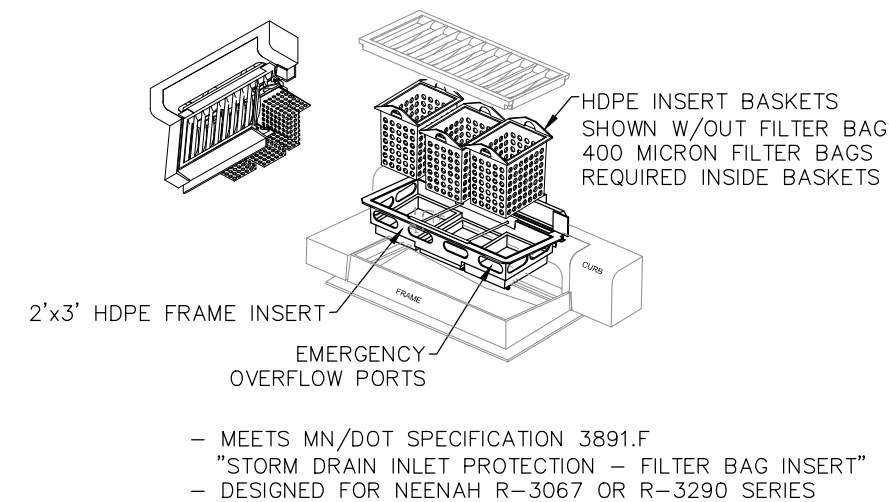 HDPE INSERT BASKETS
SHOWN W/OUT FILTER BAG
400 MICRON FILTER BAGS
REQUIRED INSIDE BASKETS
CURB
FRAME
2'x3' HDPE FRAME INSERT
EMERGENCY
OVERFLOW PORTS
– MEETS MN/DOT SPECIFICATION 3891.F
"STORM DRAIN INLET PROTECTION – FILTER BAG INSERT"
– DESIGNED FOR NEENAH R–3067 OR R–3290 SERIES